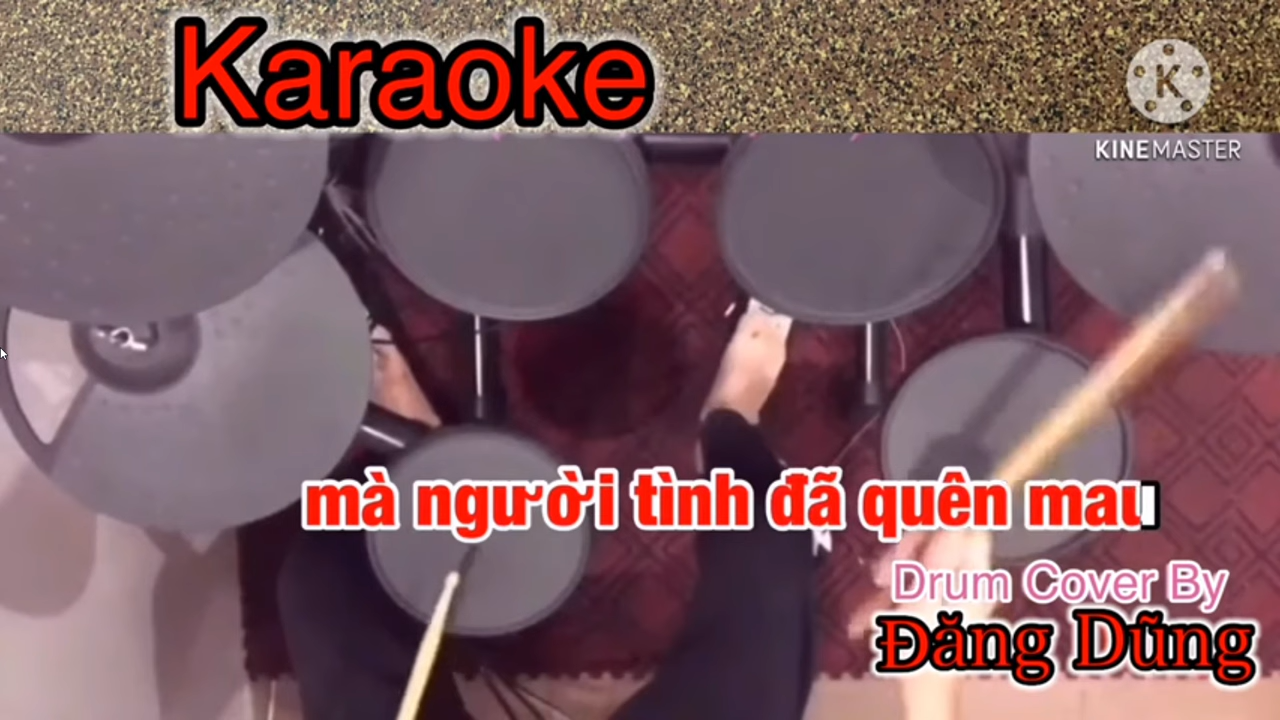 Karaoke
K
KINEMASTER
mà người tình đã quên mau
Drum Cover By
Đăng Dũng